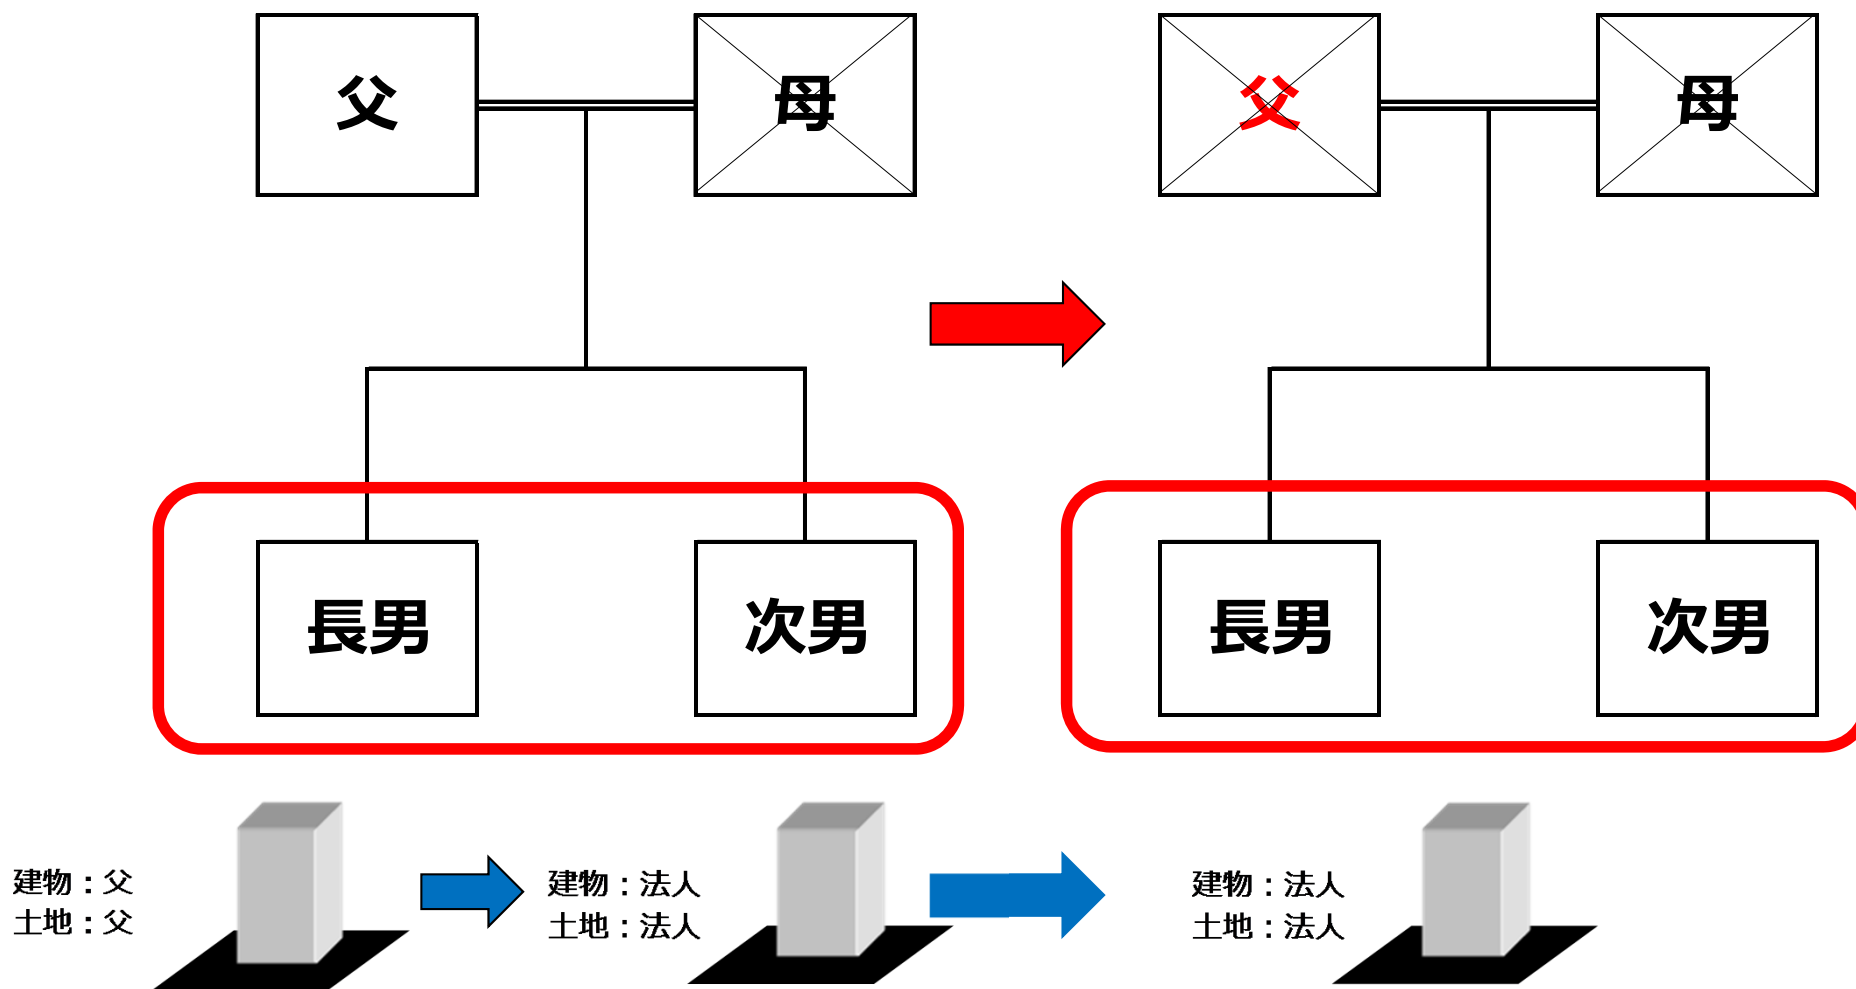 父
母
父
母
長男
次男
長男
次男
建物：父
土地：父
建物：法人
土地：法人
建物：法人
土地：法人